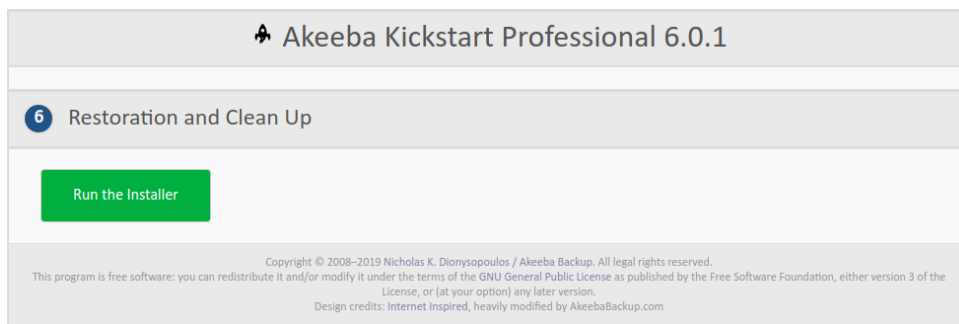 Akeeba Kickstart Professional 6.0.1
6 Restoration and Clean Up
Run the Installer
Copyright © 2008–2019 Nicholas K. Dionysopoulos / Akeeba Backup. All legal rights reserved.
This program is free software: you can redistribute it and/or modify it under the terms of the GNU General Public License as published by the Free Software Foundation, either version 3 of the
License, or (at your option) any later version.
Design credits: Internet Inspired, heavily modified by AkeebaBackup.com